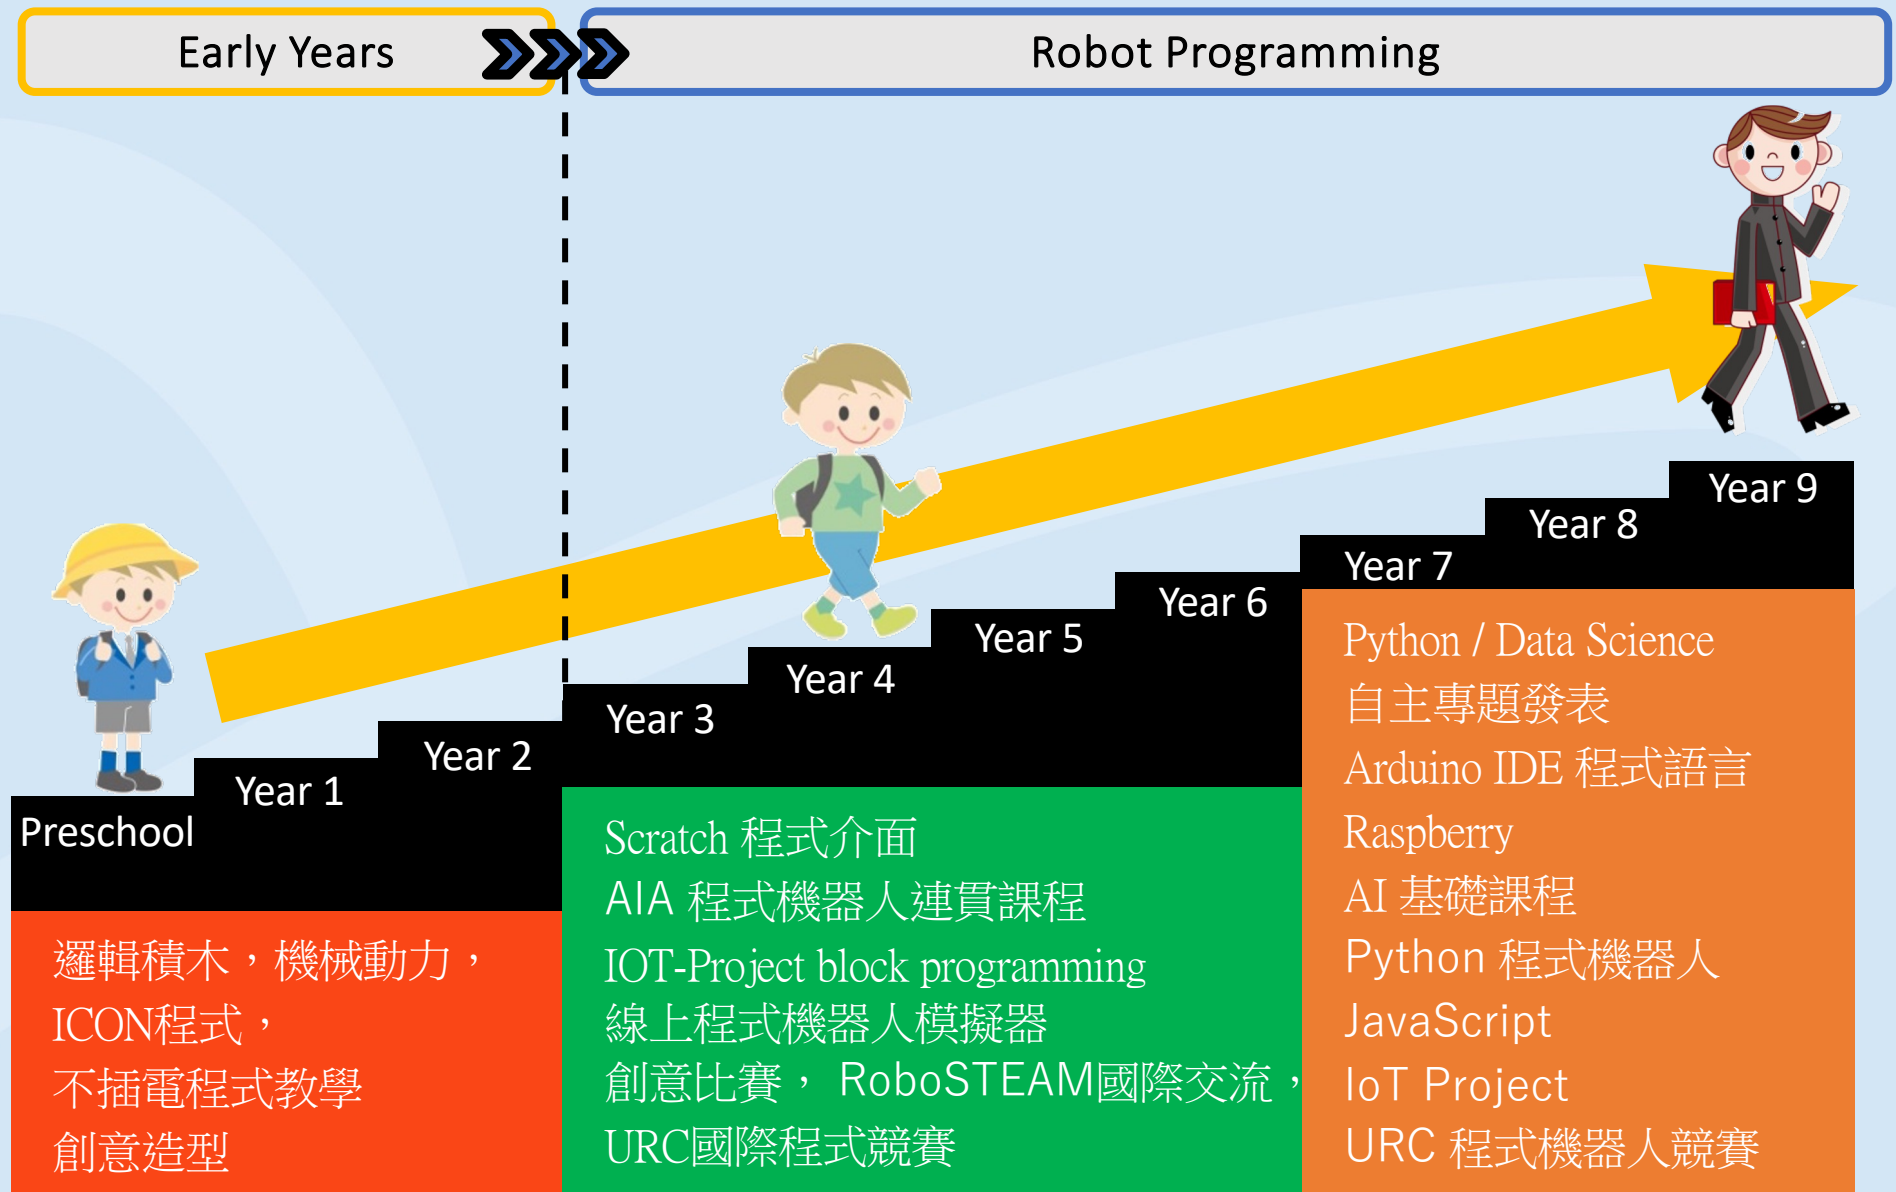 Early Years
Robot Programming
Preschool
Year 1
Year 2
Year 3
Year 4
Year 5
Year 6
Year 7
Year 8
Year 9
邏輯積木，機械動力，
ICON程式，
不插電程式教學
創意造型
Scratch 程式介面
AIA 程式機器人連貫課程
IOT-Project block programming
線上程式機器人模擬器
創意比賽， RoboSTEAM國際交流，
URC國際程式競賽
Python / Data Science
自主專題發表
Arduino IDE 程式語言
Raspberry
AI 基礎課程
Python 程式機器人
JavaScript
IoT Project
URC 程式機器人競賽